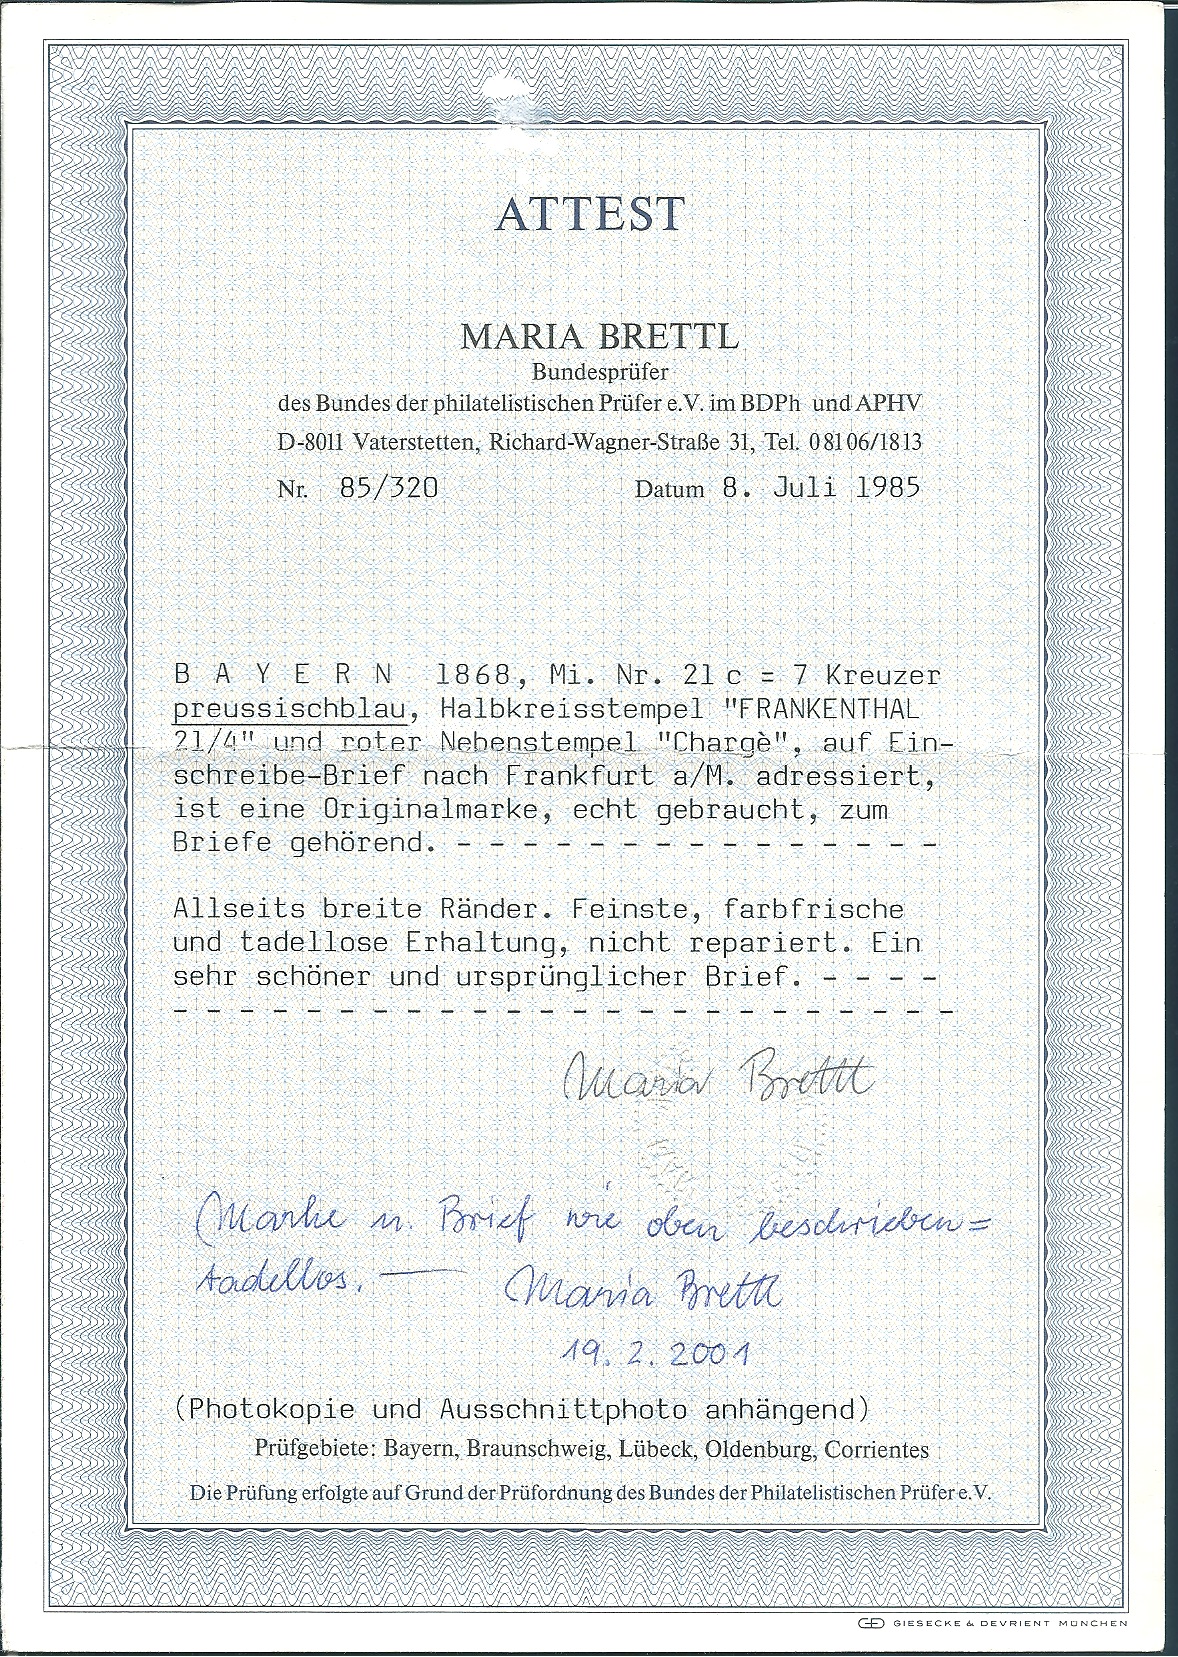 ATTEST
MARIA BRETTL
Bundesprüfer
des Bundes der philatelistischen Prüfer e.V. im BDPh und APHV
D-8011 Vaterstetten, Richard-Wagner-Straße 31, Tel. 08106/1813
Nr. 85/320 Datum 8. Juli 1985
B A Y E R N 1868, Mi. Nr. 21 c = 7 Kreuzer
preussischblau, Halbkreisstempel "FRANKENTHAL
21/4" und roter Nebenstempel "Chargè", auf Ein-
schreibe-Brief nach Frankfurt a/M. adressiert,
ist eine Originalmarke, echt gebraucht, zum
Briefe gehörend. - - - - - - - - - - - - - - -
Allseits breite Ränder. Feinste, farbfrische
und tadellose Erhaltung, nicht repariert. Ein
sehr schöner und ursprünglicher Brief. - - - -
- - - - - - - - - - - - - - - - - - - - - - - -
Maria Brettl
Marke u. Brief wie oben beschrieben =
tadellos. — Maria Brettl
19. 2. 2001
(Photokopie und Ausschnittphoto anhängend)
Prüfgebiete: Bayern, Braunschweig, Lübeck, Oldenburg, Corrientes
Die Prüfung erfolgte auf Grund der Prüfordnung des Bundes der Philatelistischen Prüfer e.V.
GIESECKE & DEVRIENT MÜNCHEN